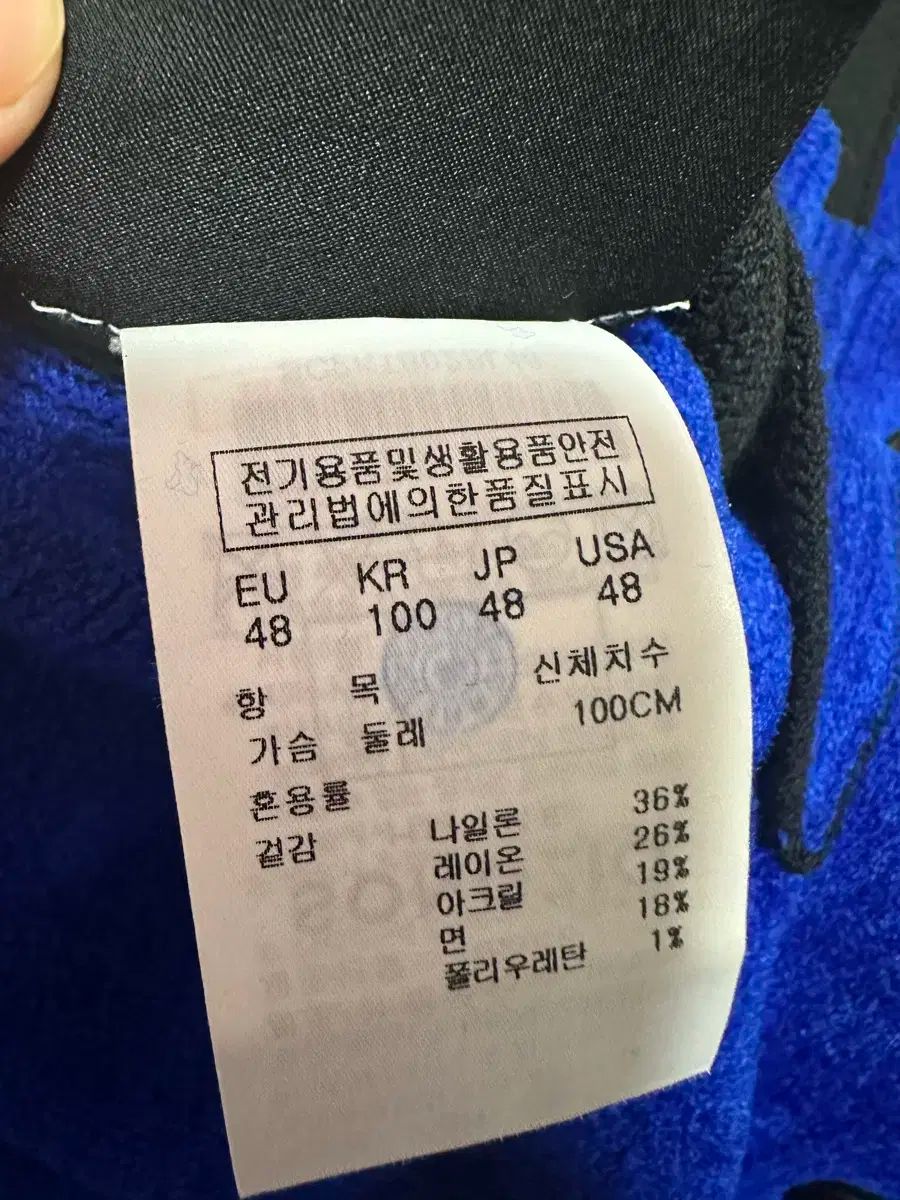 전기용품및생활용품안전
관리법에의한품질표시
EU KR JP USA
48 100 48 48
항 목 신체치수
가슴 둘레 100CM
혼용률
겉감 나일론 36%
레이온 26%
아크릴 19%
면 18%
폴리우레탄 1%